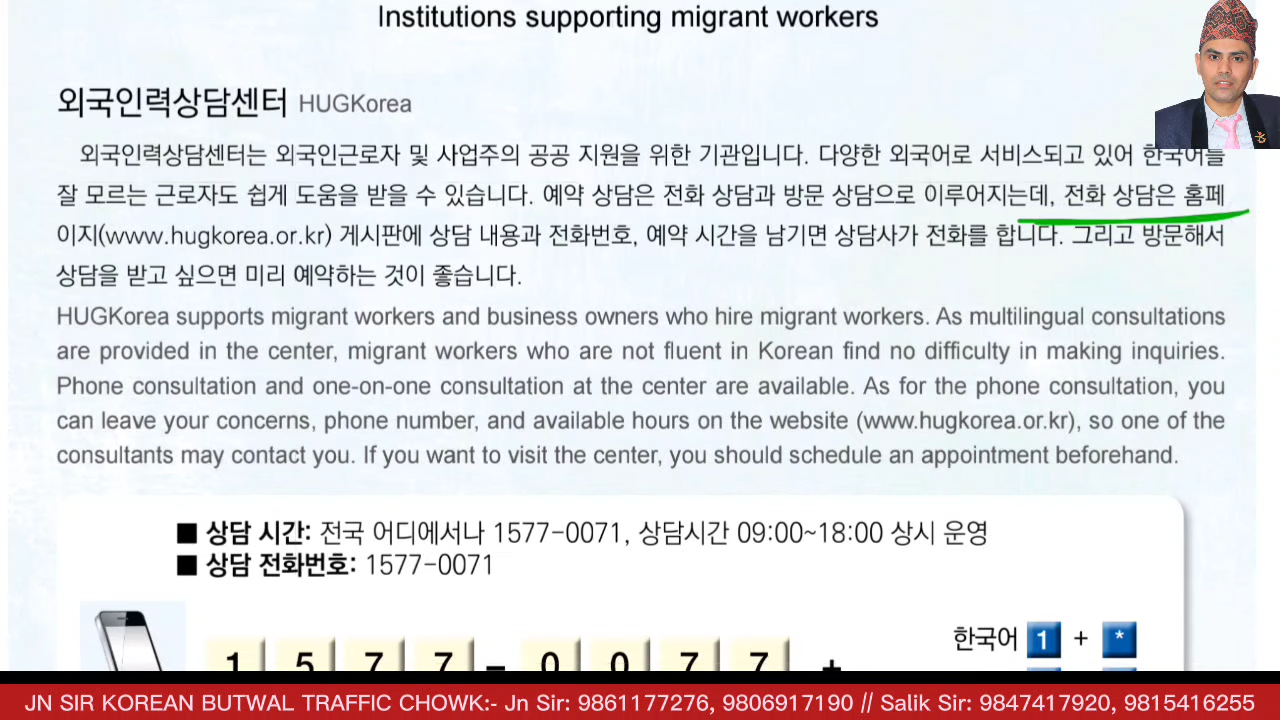 Institutions supporting migrant workers
외국인력상담센터 HUGKorea
외국인력상담센터는 외국인근로자 및 사업주의 공공 지원을 위한 기관입니다. 다양한 외국어로 서비스되고 있어 한국어를
잘 모르는 근로자도 쉽게 도움을 받을 수 있습니다. 예약 상담은 전화 상담과 방문 상담으로 이루어지는데, 전화 상담은 홈페
이지(www.hugkorea.or.kr) 게시판에 상담 내용과 전화번호, 예약 시간을 남기면 상담사가 전화를 합니다. 그리고 방문해서
상담을 받고 싶으면 미리 예약하는 것이 좋습니다.
HUGKorea supports migrant workers and business owners who hire migrant workers. As multilingual consultations
are provided in the center, migrant workers who are not fluent in Korean find no difficulty in making inquiries.
Phone consultation and one-on-one consultation at the center are available. As for the phone consultation, you
can leave your concerns, phone number, and available hours on the website (www.hugkorea.or.kr), so one of the
consultants may contact you. If you want to visit the center, you should schedule an appointment beforehand.
■ 상담 시간: 전국 어디에서나 1577-0071, 상담시간 09:00~18:00 상시 운영
■ 상담 전화번호: 1577-0071
한국어 1 + *
1 5 7 7 - 0 0 7 7 +
JN SIR KOREAN BUTWAL TRAFFIC CHOWK:- Jn Sir: 9861177276, 9806917190 // Salik Sir: 9847417920, 9815416255